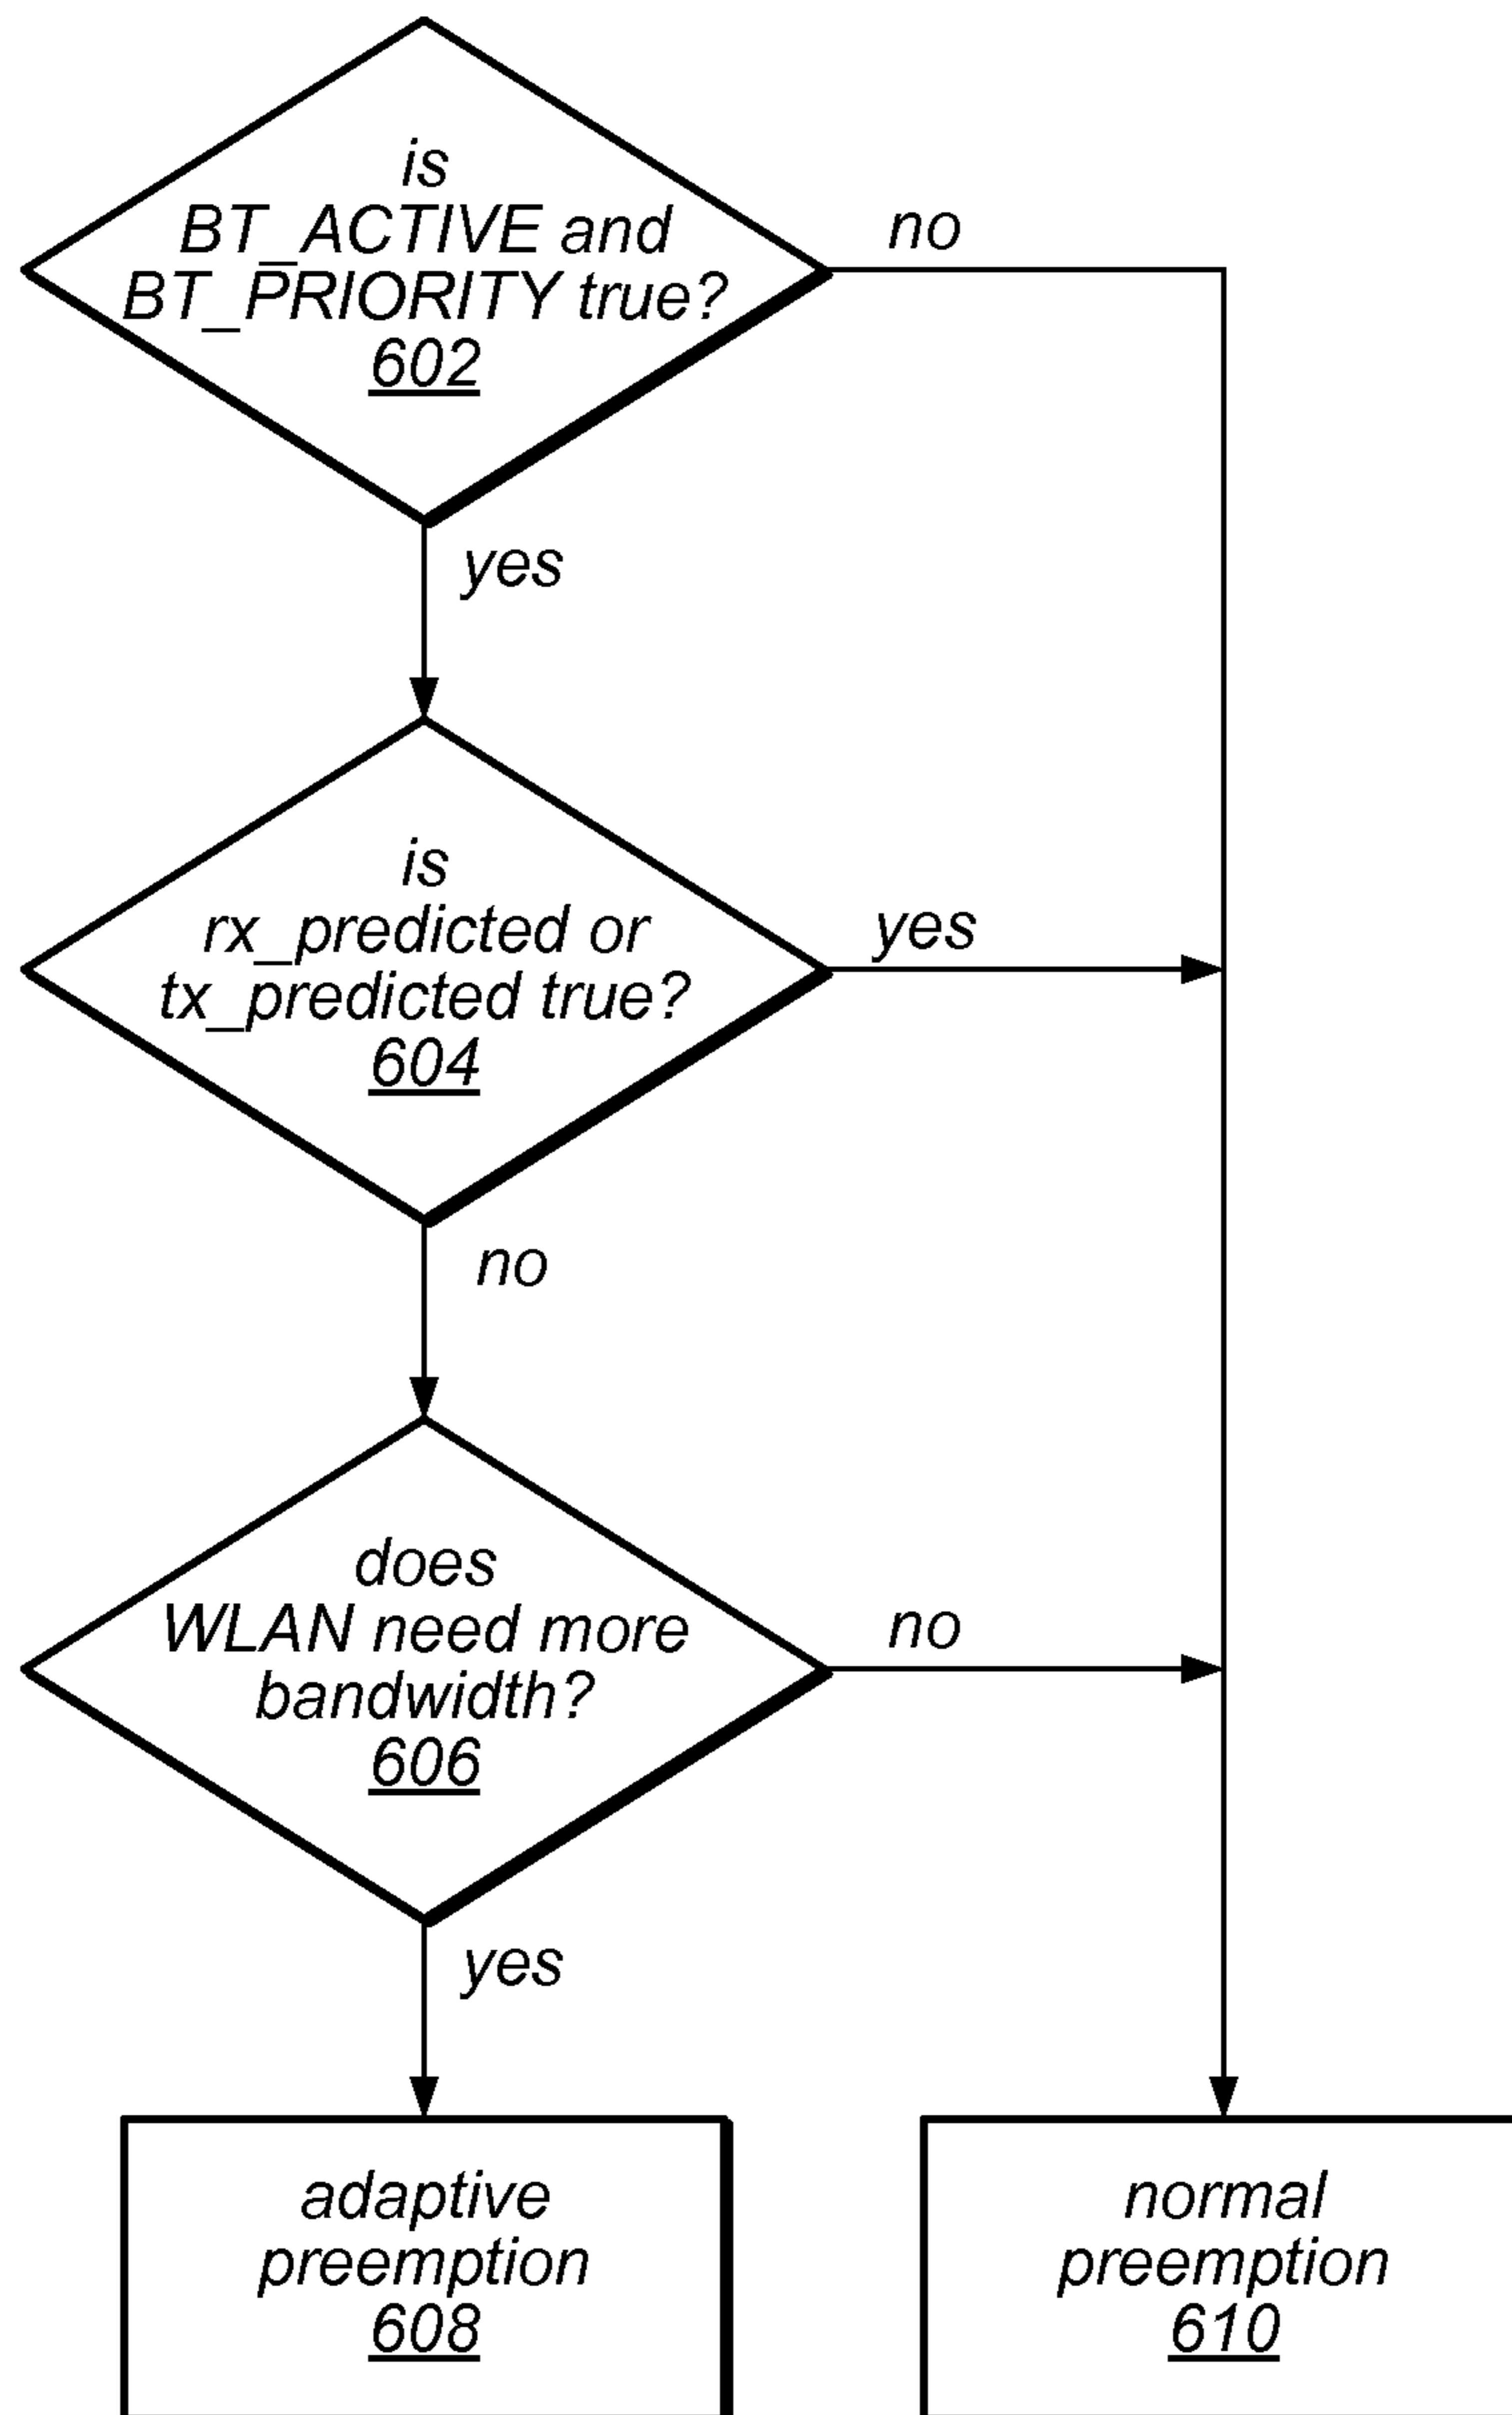 is
BT_ACTIVE and
BT_PRIORITY true?
602
no
yes
is
rx_predicted or
tx_predicted true?
604
yes
no
does
WLAN need more
bandwidth?
606
no
yes
adaptive
preemption
608
normal
preemption
610